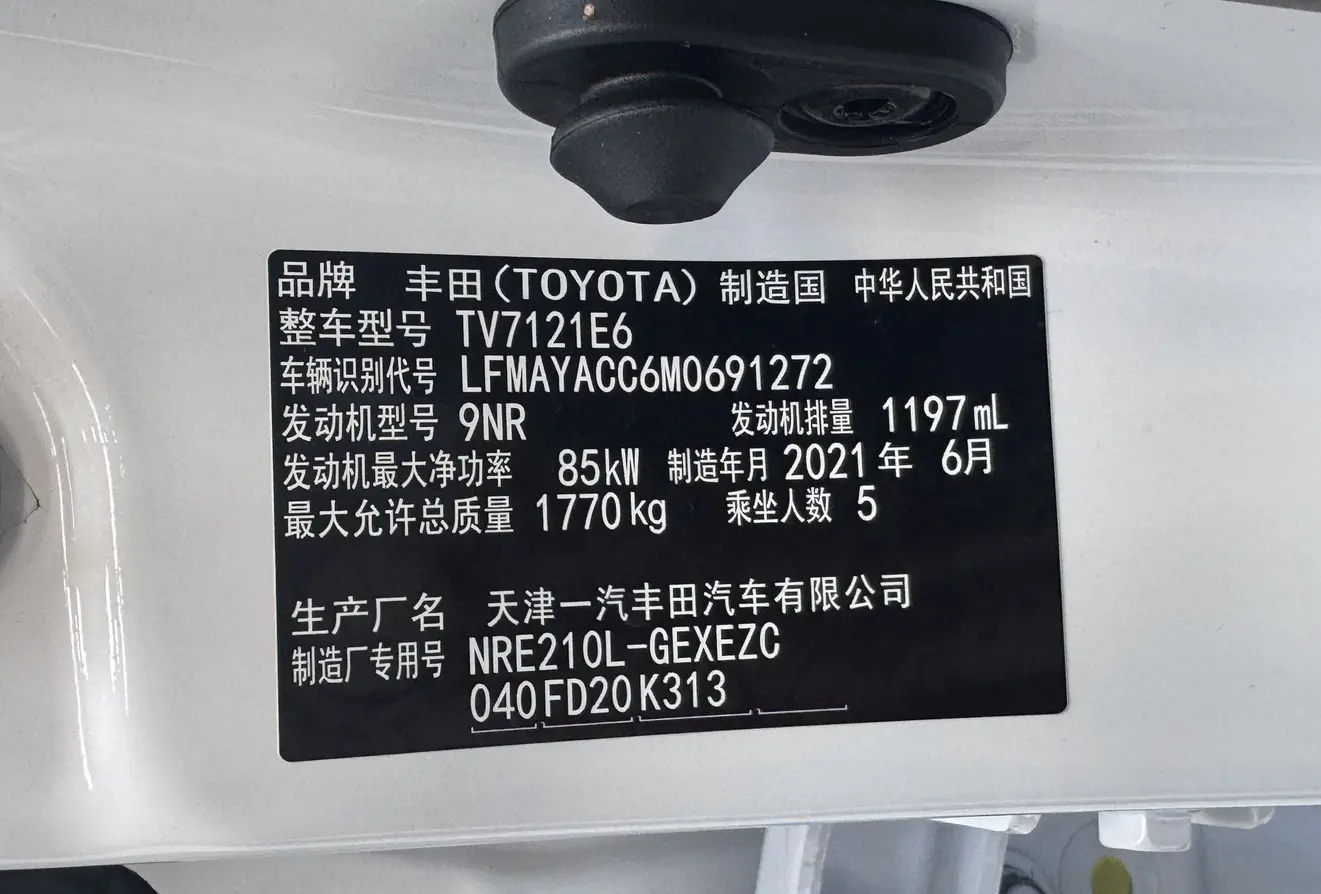 品牌 丰田(TOYOTA) 制造国 中华人民共和国
整车型号 TV7121E6
车辆识别代号 LFMAYACC6M0691272
发动机型号 9NR 发动机排量 1197mL
发动机最大净功率 85kW 制造年月 2021年 6月
最大允许总质量 1770kg 乘坐人数 5
生产厂名 天津一汽丰田汽车有限公司
制造厂专用号 NRE210L-GEXEZC
040FD20K313